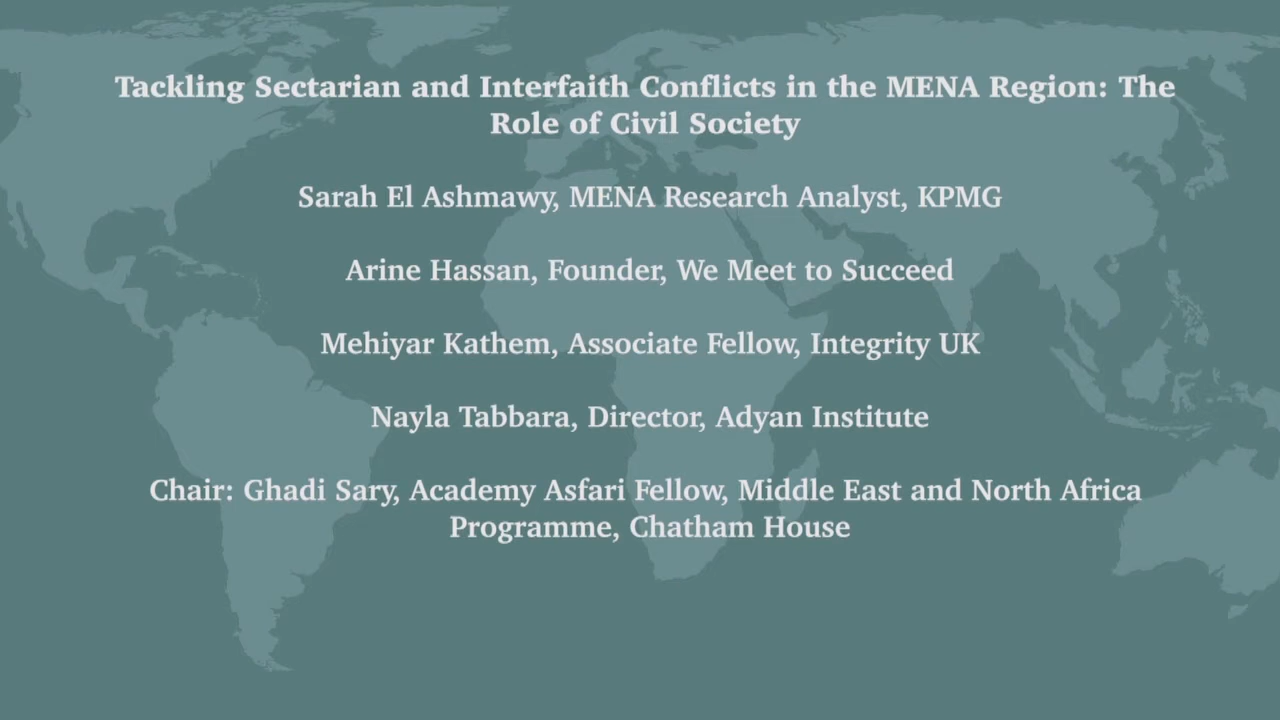 Tackling Sectarian and Interfaith Conflicts in the MENA Region: The
Role of Civil Society
Sarah El Ashmawy, MENA Research Analyst, KPMG
Arine Hassan, Founder, We Meet to Succeed
Mehiyar Kathem, Associate Fellow, Integrity UK
Nayla Tabbara, Director, Adyan Institute
Chair: Ghadi Sary, Academy Asfari Fellow, Middle East and North Africa
Programme, Chatham House